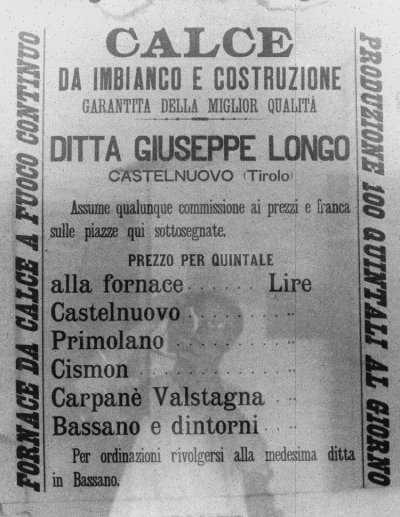 CALCE
DA IMBIANCO E COSTRUZIONE
GARANTITA DELLA MIGLIOR QUALITÀ
DITTA GIUSEPPE LONGO
CASTELNUOVO (Tirolo)
Assume qualunque commissione ai prezzi e franca
sulle piazze qui sottosegnate.
PREZZO PER QUINTALE
alla fornace . . . . . . . Lire
Castelnuovo . . . . . . . „
Primolano . . . . . . . . „
Cismon . . . . . . . . . „
Carpanè Valstagna . . „
Bassano e dintorni . . . „
Per ordinazioni rivolgersi alla medesima ditta
in Bassano.
FORNACE DA CALCE A FUOCO CONTINUO
PRODUZIONE 100 QUINTALI AL GIORNO